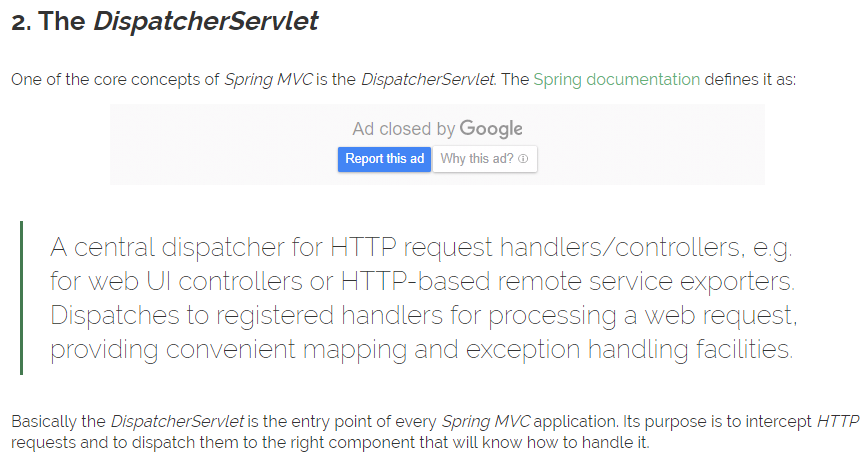 2. The DispatcherServlet
One of the core concepts of Spring MVC is the DispatcherServlet. The Spring documentation defines it as:
Ad closed by Google
Report this ad Why this ad?
A central dispatcher for HTTP request handlers/controllers, e.g.
for web UI controllers or HTTP-based remote service exporters.
Dispatches to registered handlers for processing a web request,
providing convenient mapping and exception handling facilities.
Basically the DispatcherServlet is the entry point of every Spring MVC application. Its purpose is to intercept HTTP
requests and to dispatch them to the right component that will know how to handle it.